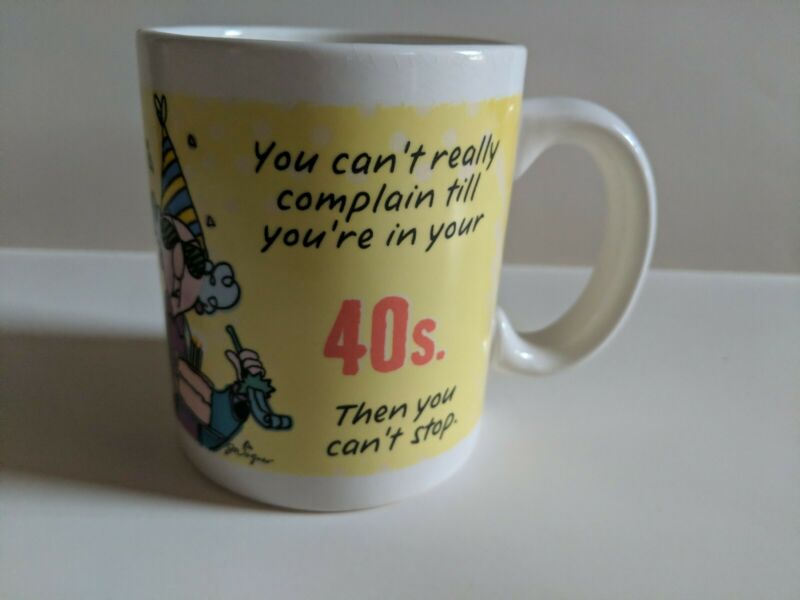 You can't really
complain till
you're in your
40s.
Then you
can't stop.